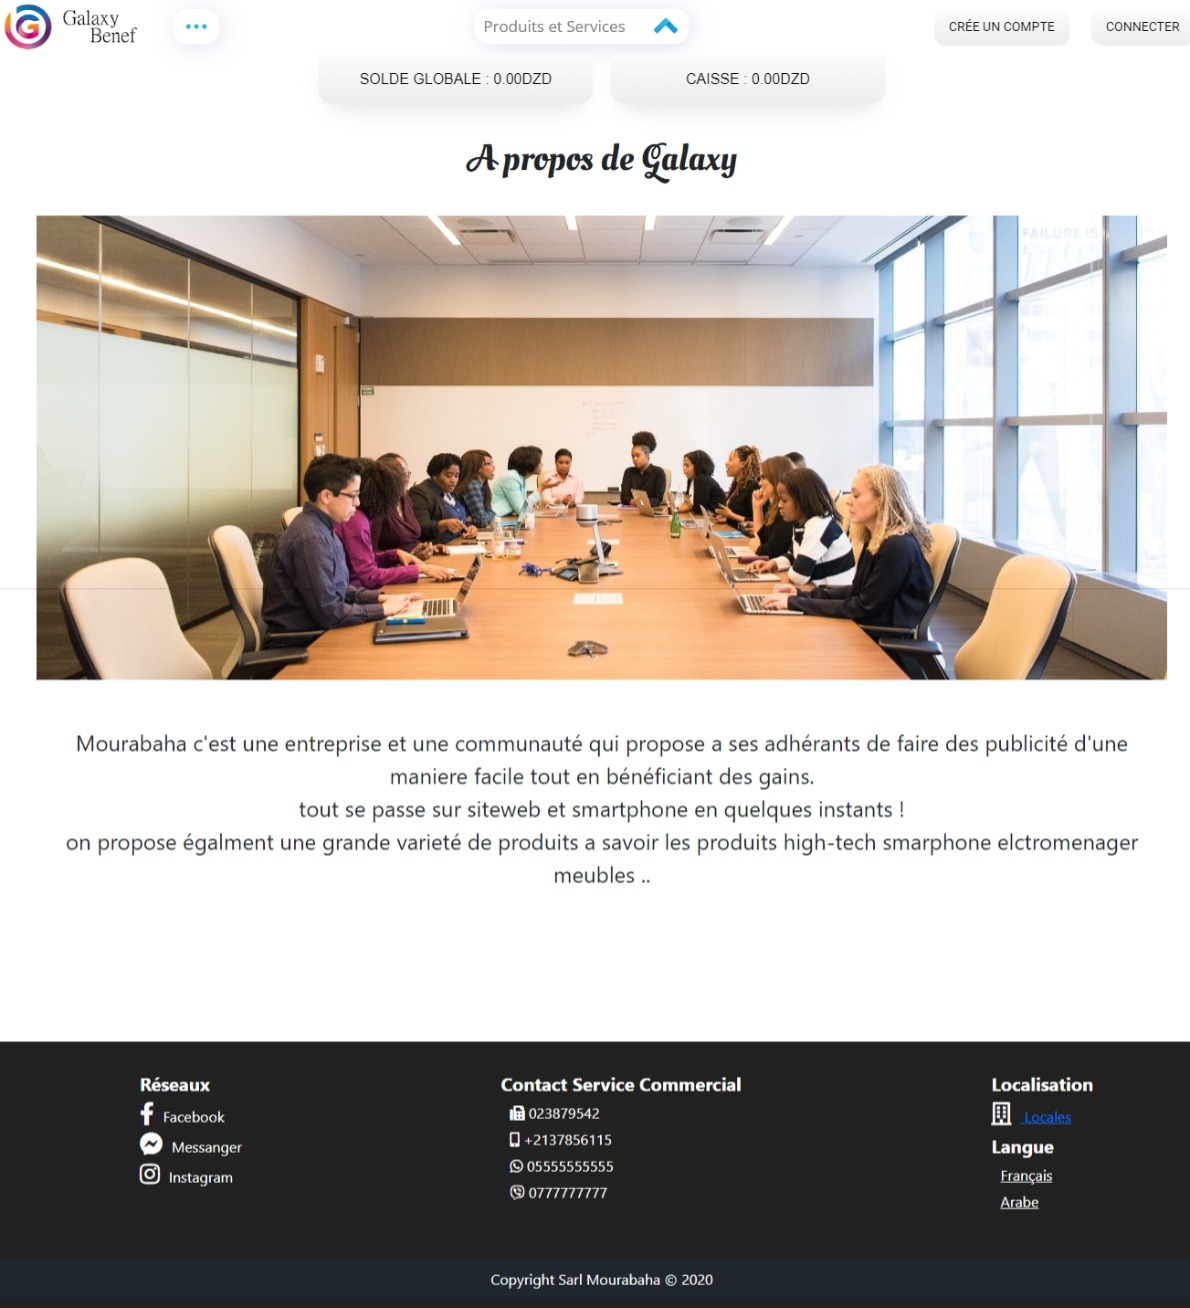 Galaxy
Benef
Produits et Services
CRÉE UN COMPTE
CONNECTER
SOLDE GLOBALE : 0.00DZD
CAISSE : 0.00DZD
A propos de Galaxy
FAILURE IS
Mourabaha c'est une entreprise et une communauté qui propose a ses adhérants de faire des publicité d'une
maniere facile tout en bénéficiant des gains.
tout se passe sur siteweb et smartphone en quelques instants !
on propose égalment une grande varieté de produits a savoir les produits high-tech smarphone elctromenager
meubles ..
Réseaux
Facebook
Messanger
Instagram
Contact Service Commercial
023879542
+2137856115
05555555555
0777777777
Localisation
Locales
Langue
Français
Arabe
Copyright Sarl Mourabaha © 2020